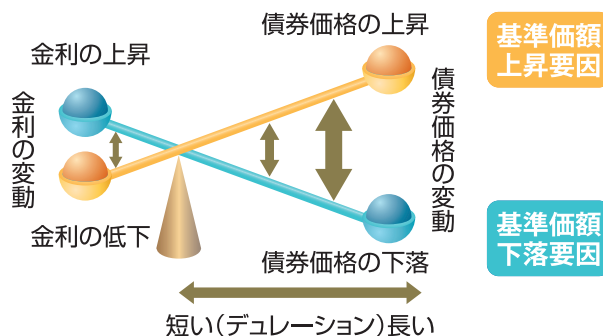 債券価格の上昇
基準価額
上昇要因
金利の上昇
金利の変動
債券価格の変動
金利の低下
債券価格の下落
基準価額
下落要因
短い(デュレーション)長い